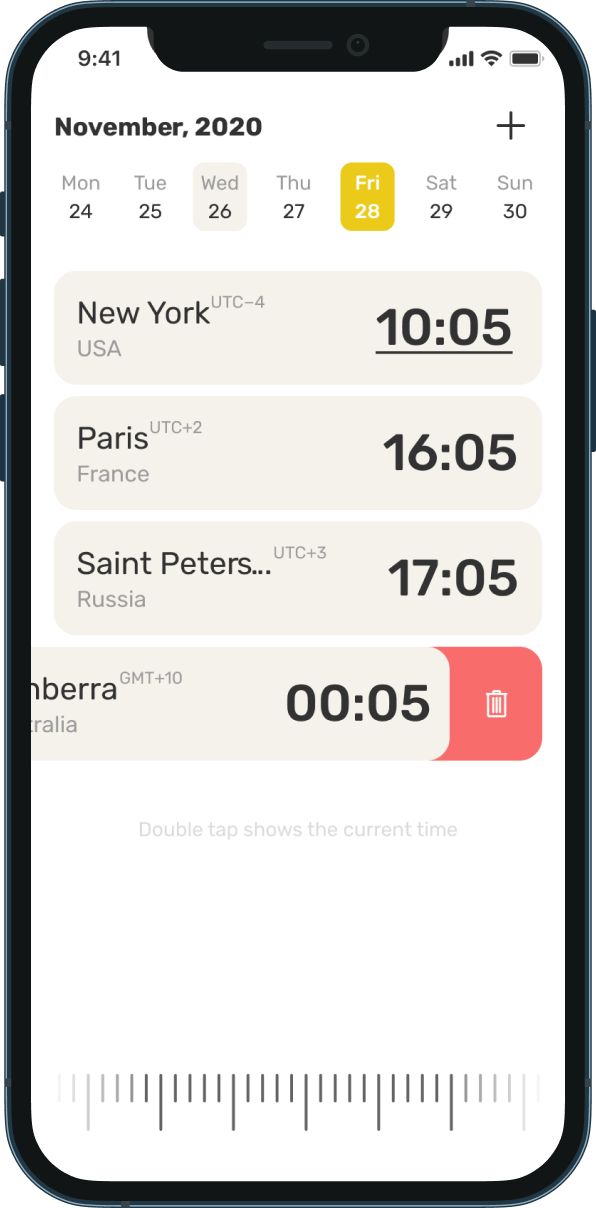 9:41
November, 2020
Mon Tue Wed Thu Fri Sat Sun
24 25 26 27 28 29 30
New York UTC−4 10:05
USA
Paris UTC+2 16:05
France
Saint Peters... UTC+3 17:05
Russia
nberra GMT+10 00:05
tralia
Double tap shows the current time